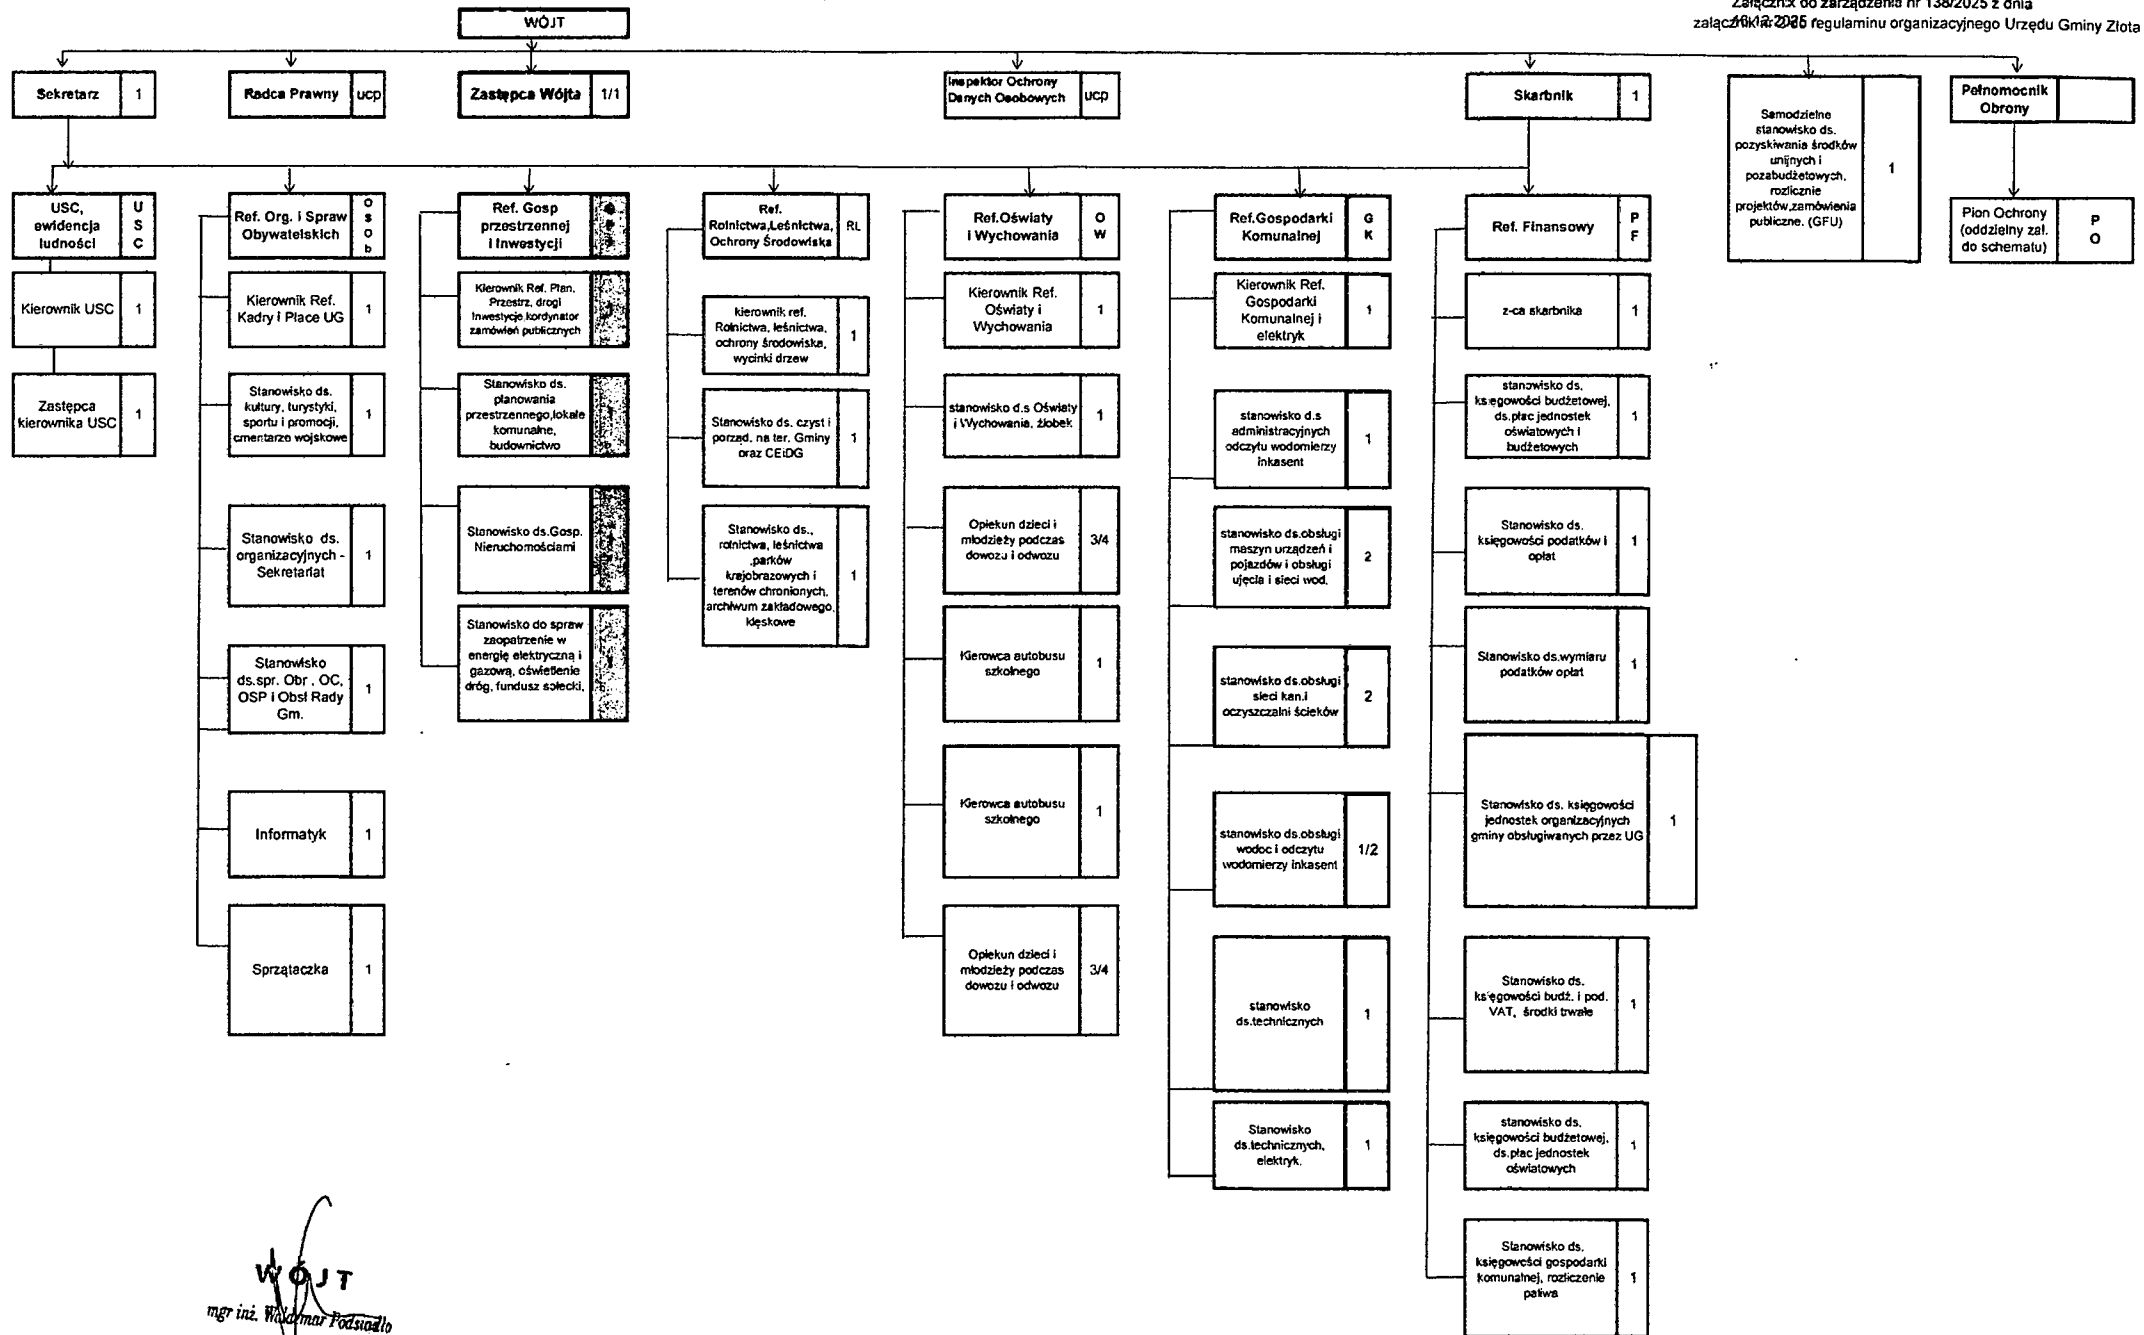 Załącznik do zarządzenia nr 138/2025 z dnia
regulaminu organizacyjnego Urzędu Gminy Złota
WÓJT
Sekretarz 1
Radca Prawny ucp
Zastępca Wójta 1/1
Inspektor Ochrony
Danych Osobowych ucp
Skarbnik 1
Samodzielne
stanowisko ds.
pozyskiwania środków
unijnych i
pozabudżetowych,
rozlicznie
projektów,zamówienia
publiczne. (GFU)
1
Pełnomocnik
Obrony
Pion Ochrony
(oddzielny zał.
do schematu)
P
O
USC,
ewidencja
ludności
U
S
C
Kierownik USC 1
Zastępca
kierownika USC 1
Ref. Org. i Spraw
Obywatelskich
O
s
o
b
Kierownik Ref.
Kadry i Płace UG 1
Stanowisko ds.
kultury, turystyki,
sportu i promocji,
cmentarze wojskowe
1
Stanowisko ds.
organizacyjnych -
Sekretariat
1
Stanowisko
ds.spr. Obr , OC,
OSP i Obsł Rady
Gm.
1
Informatyk 1
Sprzątaczka 1
Ref. Gosp
przestrzennej
i Inwestycji
Kierownik Ref. Plan.
Przestrz, drogi
Inwestycje,kordynator
zamówień publicznych
Stanowisko ds.
planowania
przestrzennego,lokale
komunalne,
budownictwo
Stanowisko ds.Gosp.
Nieruchomościami
Stanowisko do spraw
zaopatrzenie w
energię elektryczną i
gazową, oświetlenie
dróg, fundusz sołecki,
Ref.
Rolnictwa,Leśnictwa,
Ochrony Środowiska
RL
kierownik ref.
Rolnictwa, leśnictwa,
ochrony środowiska,
wycinki drzew
1
Stanowisko ds. czyst i
porząd. na ter. Gminy
oraz CEiDG
1
Stanowisko ds.,
rolnictwa, leśnictwa
,parków
krajobrazowych i
terenów chronionych,
archiwum zakładowego,
klęskowe
1
Ref.Oświaty
i Wychowania
O
W
Kierownik Ref.
Oświaty i
Wychowania
1
stanowisko d.s Oświaty
i Wychowania, żłobek
1
Opiekun dzieci i
młodzieży podczas
dowozu i odwozu
3/4
Kierowca autobusu
szkolnego
1
Kierowca autobusu
szkolnego
1
Opiekun dzieci i
młodzieży podczas
dowozu i odwozu
3/4
Ref.Gospodarki
Komunalnej
G
K
Kierownik Ref.
Gospodarki
Komunalnej i
elektryk
1
stanowisko d.s
administracyjnych
odczytu wodomierzy
inkasent
1
stanowisko ds.obsługi
maszyn urządzeń i
pojazdów i obsługi
ujęcia i sieci wod.
2
stanowisko ds.obsługi
sieci kan.i
oczyszczalni ścieków
2
stanowisko ds.obsługi
wodoc i odczytu
wodomierzy inkasent
1/2
stanowisko
ds.technicznych
1
Stanowisko
ds.technicznych,
elektryk.
1
Ref. Finansowy
P
F
z-ca skarbnika 1
stanowisko ds.
księgowości budżetowej,
ds.płac jednostek
oświatowych i
budżetowych
1
Stanowisko ds.
księgowości podatków i
opłat
1
Stanowisko ds.wymiaru
podatków opłat
1
Stanowisko ds. księgowości
jednostek organizacyjnych
gminy obsługiwanych przez UG
1
Stanowisko ds.
księgowości budż. i pod.
VAT, środki trwałe
1
stanowisko ds.
księgowości budżetowej,
ds.płac jednostek
oświatowych
1
Stanowisko ds.
księgowości gospodarki
komunalnej, rozliczenie
paliwa
1
WÓJT
mgr inż. Waldemar Podsiadło